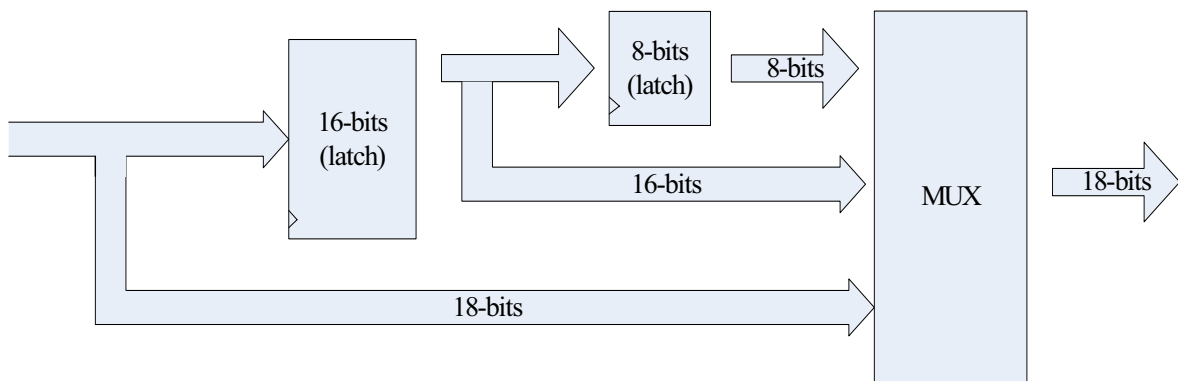 8-bits
(latch)
8-bits
16-bits
(latch)
16-bits
MUX
18-bits
18-bits